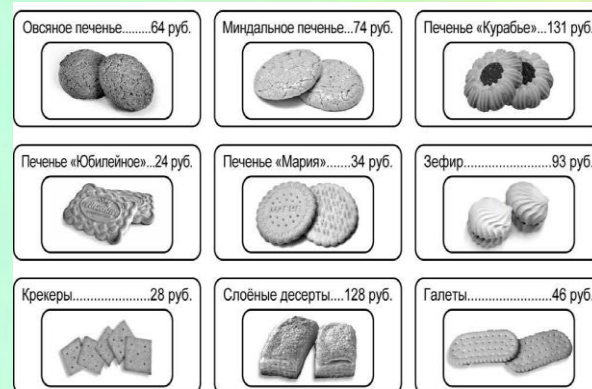 Овсяное печенье.........64 руб.
Миндальное печенье...74 руб.
Печенье «Курабье»...131 руб.
Печенье «Юбилейное»...24 руб.
Печенье «Мария».......34 руб.
Зефир.......................93 руб.
Крекеры......................28 руб.
Слоёные десерты....128 руб.
Галеты.......................46 руб.